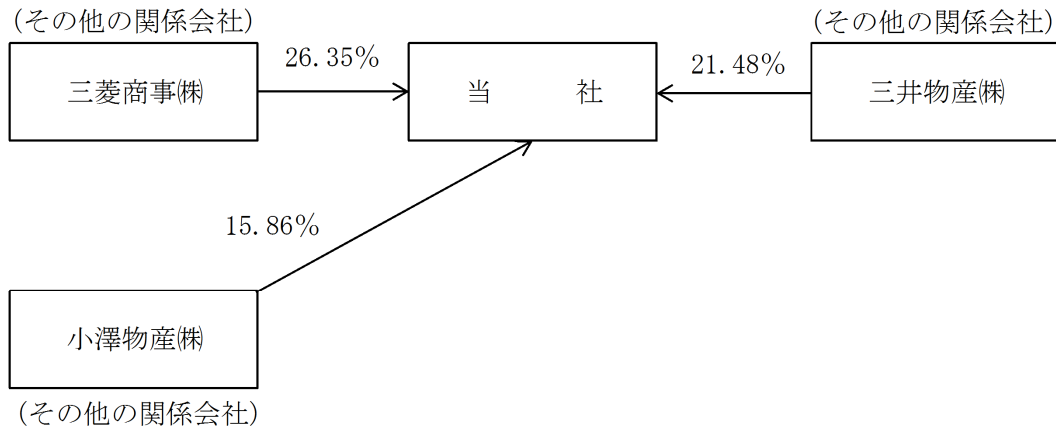 (その他の関係会社)
三菱商事㈱
26.35%
当　　　社
21.48%
(その他の関係会社)
三井物産㈱
15.86%
小澤物産㈱
(その他の関係会社)